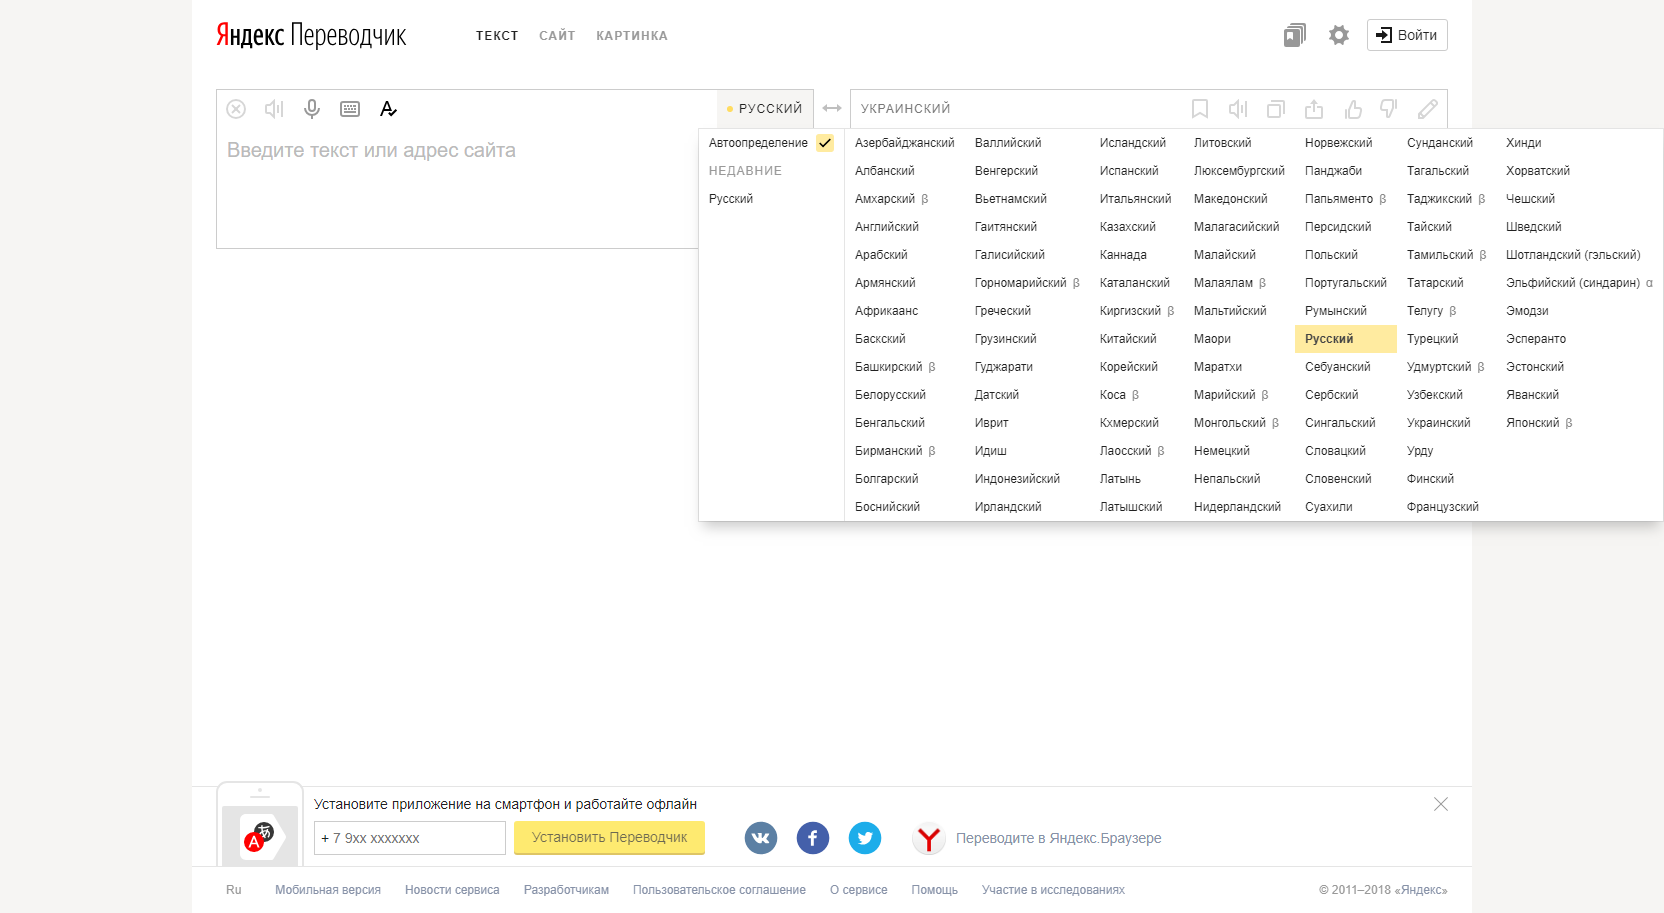 Яндекс Переводчик ТЕКСТ САЙТ КАРТИНКА Войти
РУССКИЙ УКРАИНСКИЙ
Введите текст или адрес сайта
Автоопределение
НЕДАВНИЕ
Русский
Азербайджанский Валлийский Исландский Литовский Норвежский Сунданский Хинди
Албанский Венгерский Испанский Люксембургский Панджаби Тагальский Хорватский
Амхарский β Вьетнамский Итальянский Македонский Папьяменто β Таджикский β Чешский
Английский Гаитянский Казахский Малагасийский Персидский Тайский Шведский
Арабский Галисийский Каннада Малайский Польский Тамильский β Шотландский (гэльский)
Армянский Горномарийский β Каталанский Малаялам β Португальский Татарский Эльфийский (синдарин) α
Африкаанс Греческий Киргизский β Мальтийский Румынский Телугу β Эмодзи
Баскский Грузинский Китайский Маори Русский Турецкий Эсперанто
Башкирский β Гуджарати Корейский Маратхи Себуанский Удмуртский β Эстонский
Белорусский Датский Коса β Марийский β Сербский Узбекский Яванский
Бенгальский Иврит Кхмерский Монгольский β Сингальский Украинский Японский β
Бирманский β Идиш Лаосский β Немецкий Словацкий Урду
Болгарский Индонезийский Латынь Непальский Словенский Финский
Боснийский Ирландский Латышский Нидерландский Суахили Французский
Установите приложение на смартфон и работайте офлайн
+ 7 9xx xxxxxxx Установить Переводчик Переводите в Яндекс.Браузере
Ru Мобильная версия Новости сервиса Разработчикам Пользовательское соглашение О сервисе Помощь Участие в исследованиях © 2011–2018 «Яндекс»